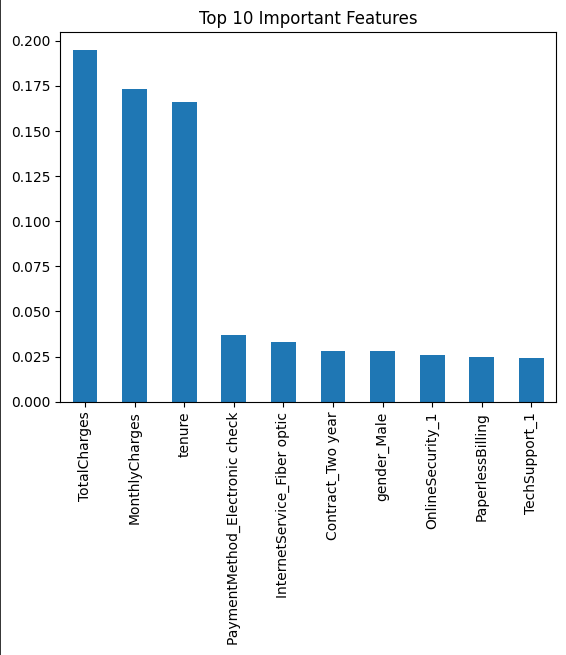 Top 10 Important Features
0.200
0.175
0.150
0.125
0.100
0.075
0.050
0.025
0.000
TotalCharges
MonthlyCharges
tenure
PaymentMethod_Electronic check
InternetService_Fiber optic
Contract_Two year
gender_Male
OnlineSecurity_1
PaperlessBilling
TechSupport_1